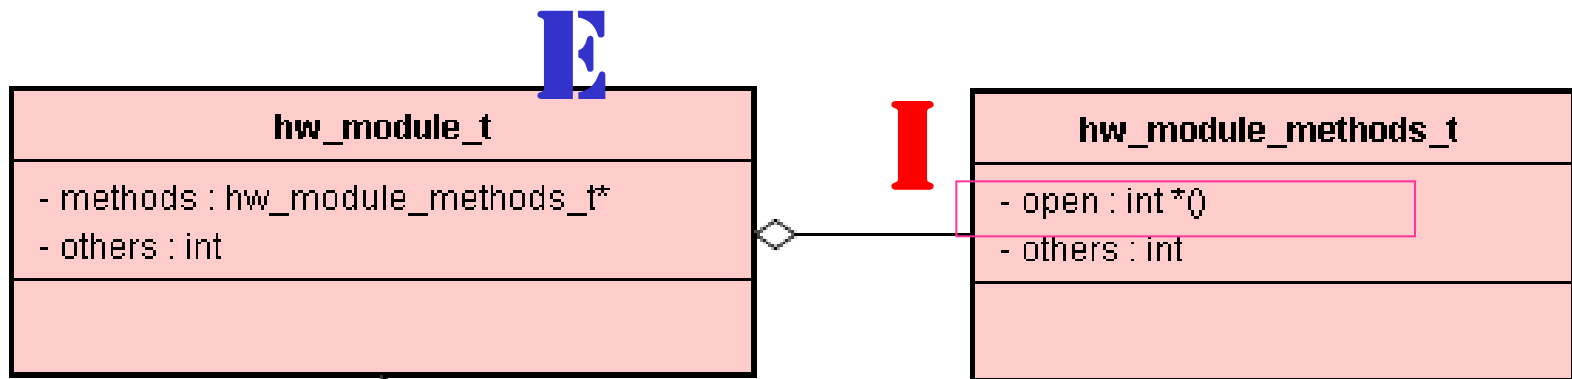 E
hw_module_t
- methods : hw_module_methods_t*
- others : int
I
hw_module_methods_t
- open : int *()
- others : int